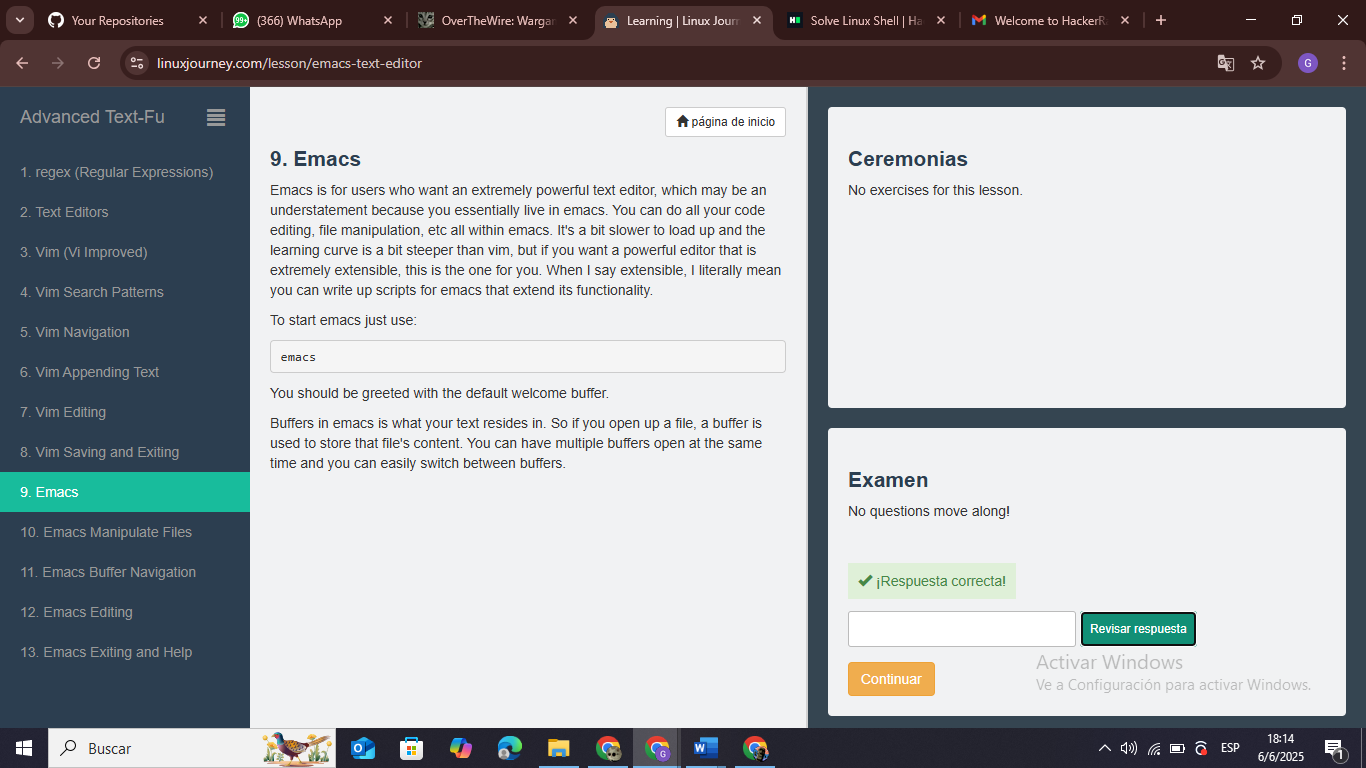 Your Repositories
99+
(366) WhatsApp
OverTheWire: Wargam
Learning | Linux Journ
Solve Linux Shell | Ha
Welcome to HackerRa
linuxjourney.com/lesson/emacs-text-editor
G
Advanced Text-Fu
1. regex (Regular Expressions)
2. Text Editors
3. Vim (Vi Improved)
4. Vim Search Patterns
5. Vim Navigation
6. Vim Appending Text
7. Vim Editing
8. Vim Saving and Exiting
9. Emacs
10. Emacs Manipulate Files
11. Emacs Buffer Navigation
12. Emacs Editing
13. Emacs Exiting and Help
página de inicio
9. Emacs
Emacs is for users who want an extremely powerful text editor, which may be an
understatement because you essentially live in emacs. You can do all your code
editing, file manipulation, etc all within emacs. It's a bit slower to load up and the
learning curve is a bit steeper than vim, but if you want a powerful editor that is
extremely extensible, this is the one for you. When I say extensible, I literally mean
you can write up scripts for emacs that extend its functionality.
To start emacs just use:
emacs
You should be greeted with the default welcome buffer.
Buffers in emacs is what your text resides in. So if you open up a file, a buffer is
used to store that file's content. You can have multiple buffers open at the same
time and you can easily switch between buffers.
Ceremonias
No exercises for this lesson.
Examen
No questions move along!
¡Respuesta correcta!
Revisar respuesta
Continuar
Activar Windows
Ve a Configuración para activar Windows.
Buscar
ESP
18:14
6/6/2025
1